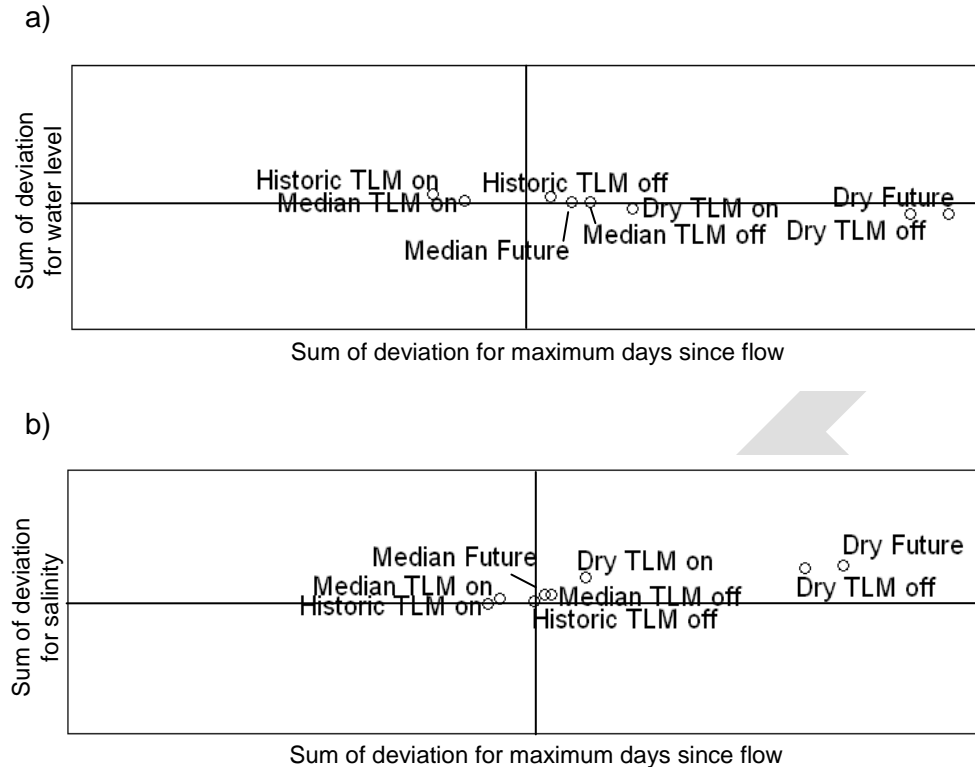 a)
Sum of deviation
for water level
Historic TLM on
Median TLM on
Historic TLM off
Dry TLM on
Median TLM off
Median Future
Dry Future
Dry TLM off
Sum of deviation for maximum days since flow
b)
Sum of deviation
for salinity
Median Future
Median TLM on
Historic TLM on
Dry TLM on
Median TLM off
Historic TLM off
Dry Future
Dry TLM off
Sum of deviation for maximum days since flow